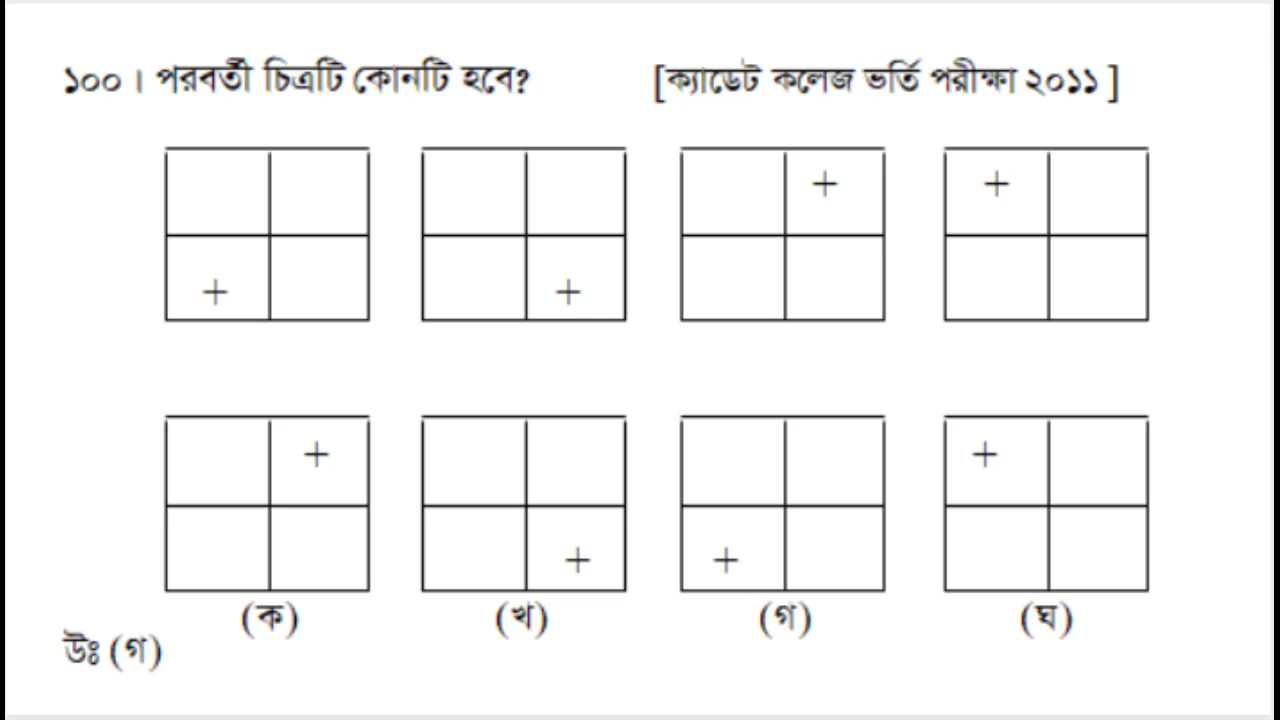 ১০০ । পরবর্তী চিত্রটি কোনটি হবে? [ক্যাডেট কলেজ ভর্তি পরীক্ষা ২০১১ ]
+ + + +
+ + + +
(ক) (খ) (গ) (ঘ)
উঃ (গ)